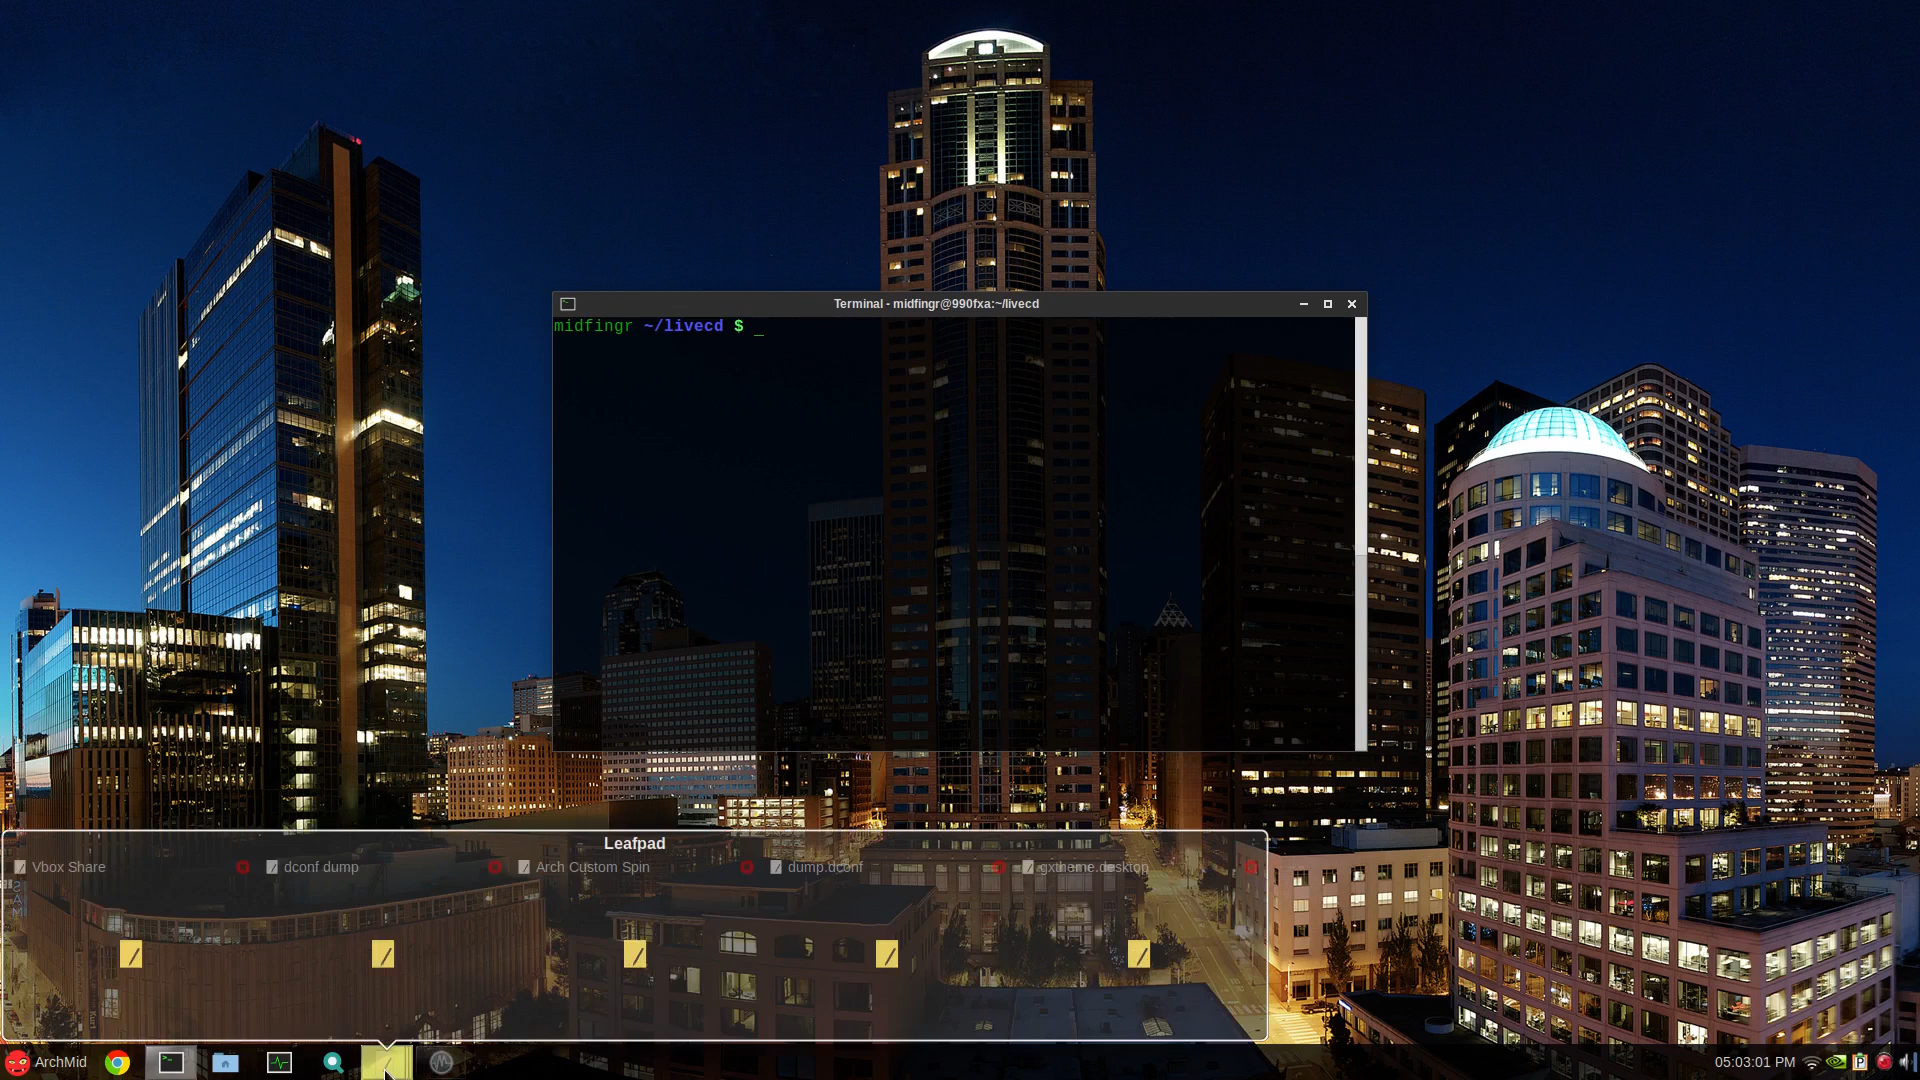 Terminal - midfingr@990fxa:~/livecd
midfingr ~/livecd $ _
Leafpad
Vbox Share
dconf dump
Arch Custom Spin
dump.dconf
gxtheme.desktop
ArchMid
05:03:01 PM
P